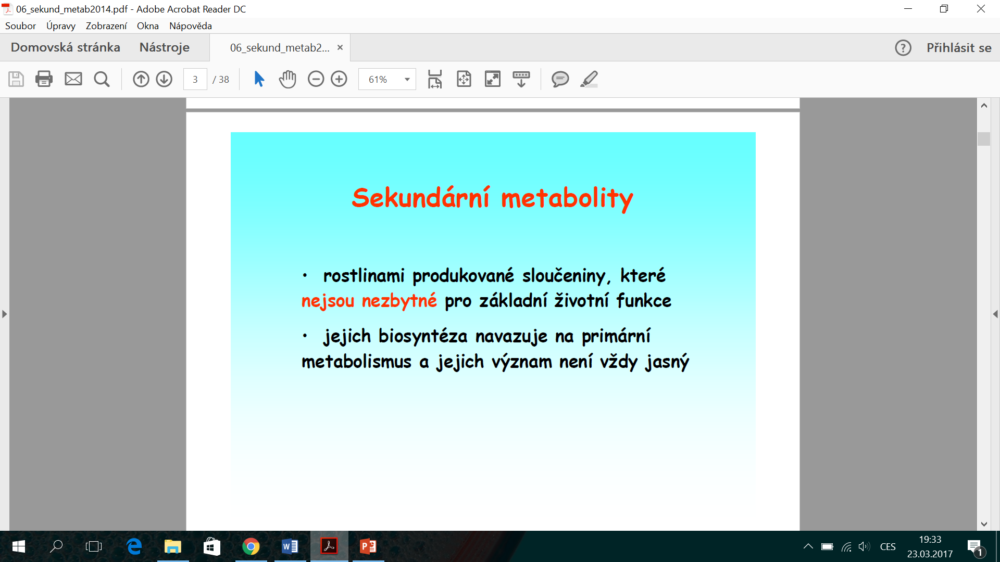 06_sekund_metab2014.pdf - Adobe Acrobat Reader DC
Soubor Úpravy Zobrazení Okna Nápověda
Domovská stránka Nástroje 06_sekund_metab2... × ? Přihlásit se
3 / 38 61%
Sekundární metabolity
• rostlinami produkované sloučeniny, které
nejsou nezbytné pro základní životní funkce
• jejich biosyntéza navazuje na primární
metabolismus a jejich význam není vždy jasný
CES
19:33
23.03.2017
1